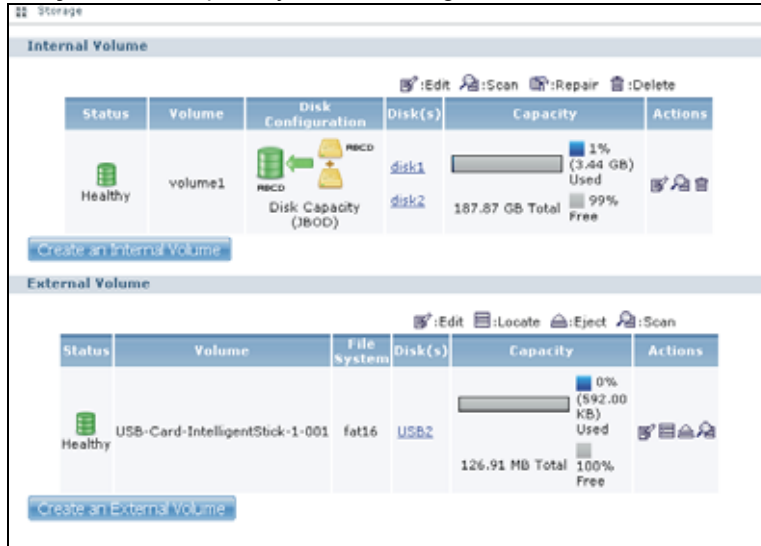 Storage
Internal Volume
:Edit :Scan :Repair :Delete
Status Volume Disk Configuration Disk(s) Capacity Actions
Healthy volume1 ABCD ABCD Disk Capacity (JBOD) disk1 disk2 187.87 GB Total 1% (3.44 GB) Used 99% Free
Create an Internal Volume
External Volume
:Edit :Locate :Eject :Scan
Status Volume File System Disk(s) Capacity Actions
Healthy USB-Card-IntelligentStick-1-001 fat16 USB2 126.91 MB Total 0% (592.00 KB) Used 100% Free
Create an External Volume